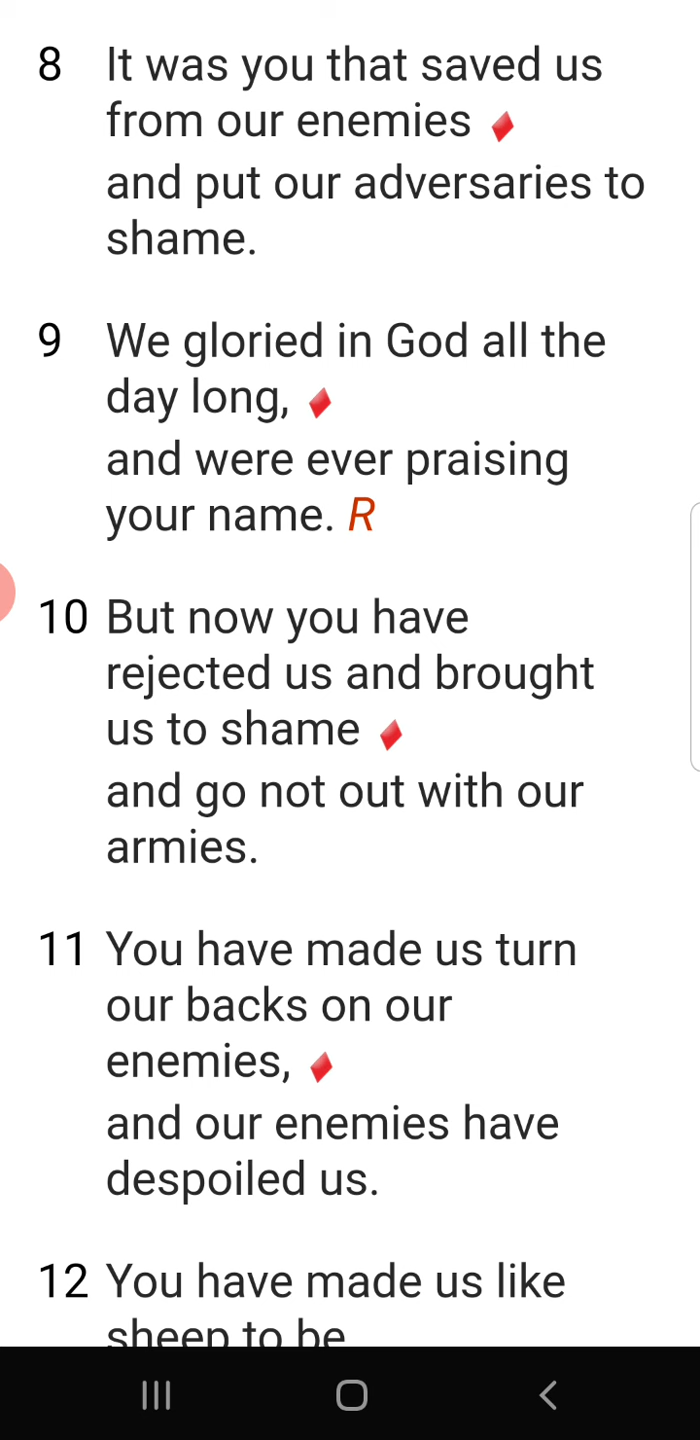 8 It was you that saved us
from our enemies ♦
and put our adversaries to
shame.
9 We gloried in God all the
day long, ♦
and were ever praising
your name. R
10 But now you have
rejected us and brought
us to shame ♦
and go not out with our
armies.
11 You have made us turn
our backs on our
enemies, ♦
and our enemies have
despoiled us.
12 You have made us like
sheep to be